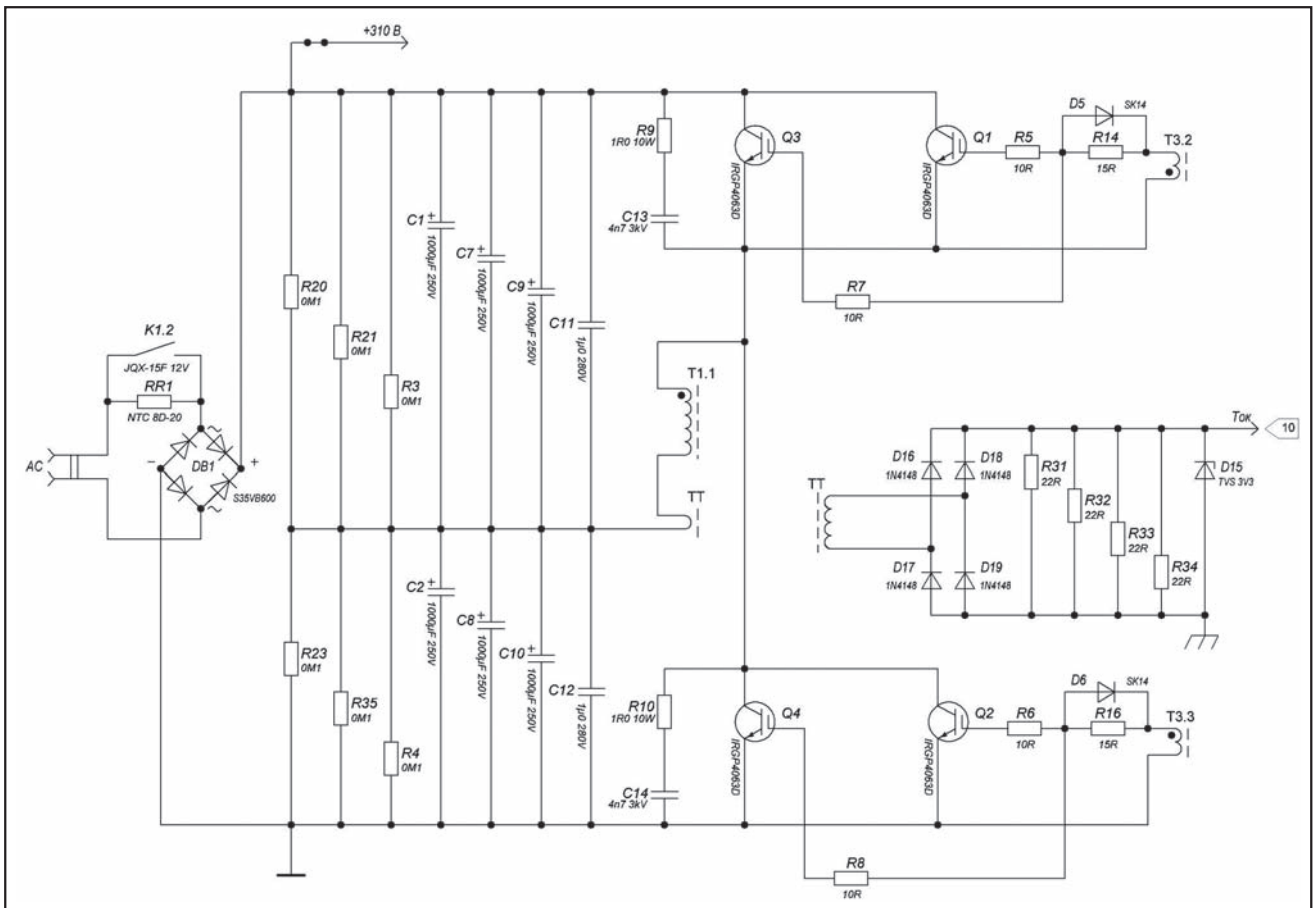 +310 В
R9
1R0 10W
Q3
IRGP4063D
Q1
IRGP4063D
D5
SK14
R5
10R
R14
15R
T3.2
C13
4n7 3kV
C1
+
1000µF 250V
C7
+
1000µF 250V
C9
+
1000µF 250V
C11
1µ0 280V
R20
0M1
R21
0M1
R3
0M1
R7
10R
K1.2
JQX-15F 12V
RR1
NTC 8D-20
AC
DB1
~
−
+
~
S35VB600
T1.1
TT
TT
D16
1N4148
D18
1N4148
D17
1N4148
D19
1N4148
R31
22R
R32
22R
R33
22R
R34
22R
D15
TVS 3V3
Ток
10
R23
0M1
R35
0M1
R4
0M1
C2
+
1000µF 250V
C8
+
1000µF 250V
C10
+
1000µF 250V
C12
1µ0 280V
R10
1R0 10W
C14
4n7 3kV
Q4
IRGP4063D
Q2
IRGP4063D
D6
SK14
R6
10R
R16
15R
T3.3
R8
10R